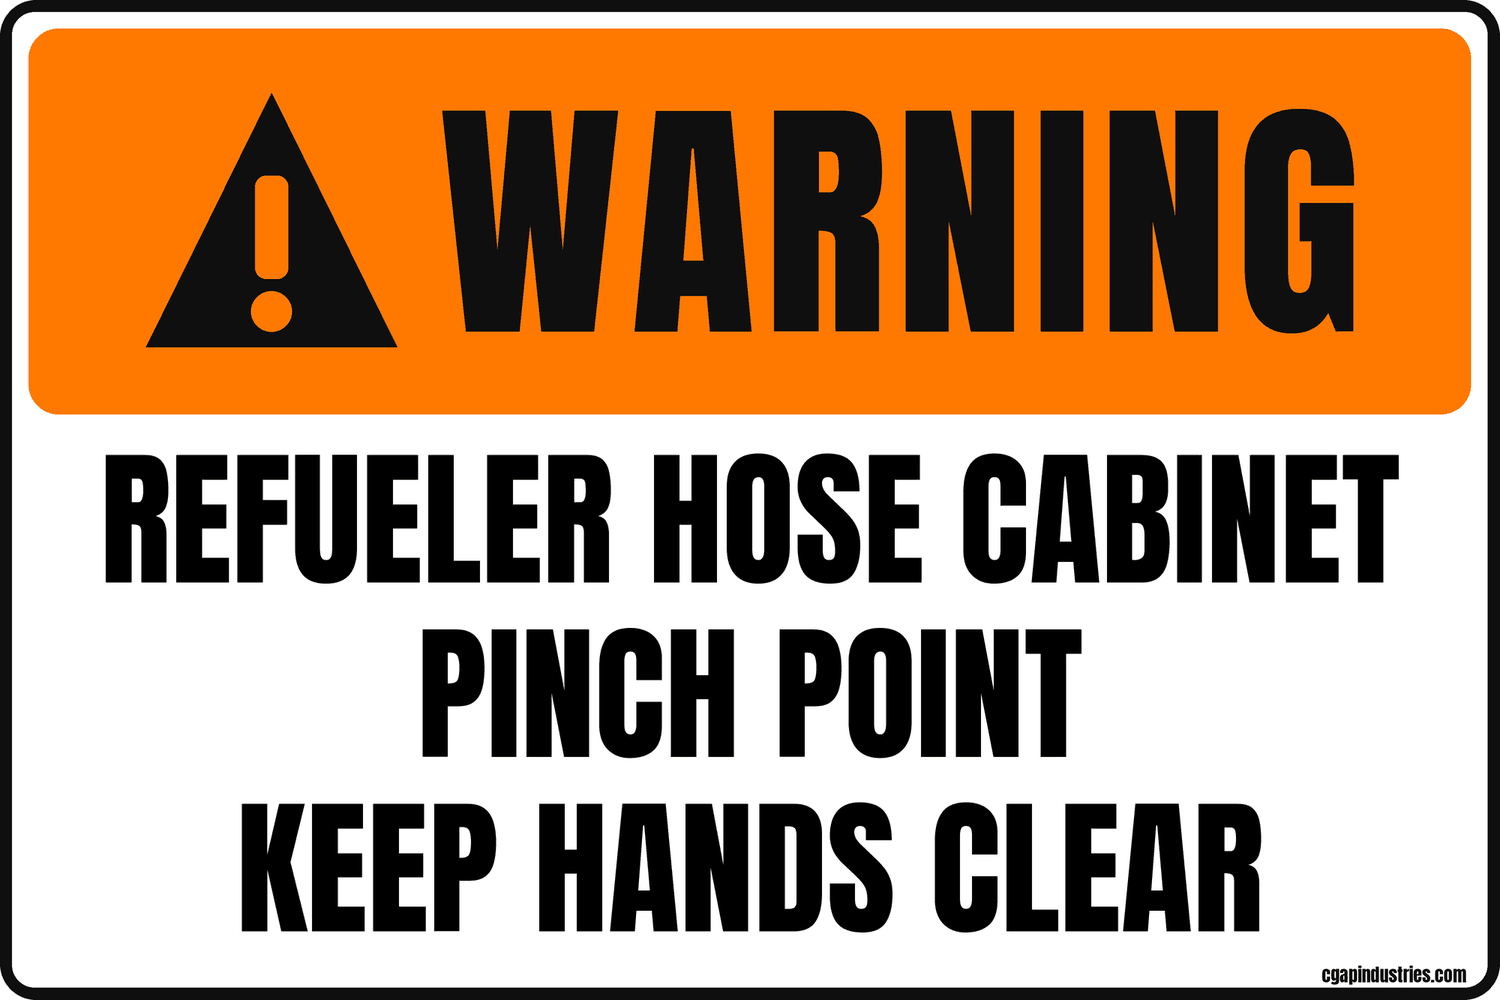 WARNING
REFUELER HOSE CABINET
PINCH POINT
KEEP HANDS CLEAR
cgapindustries.com